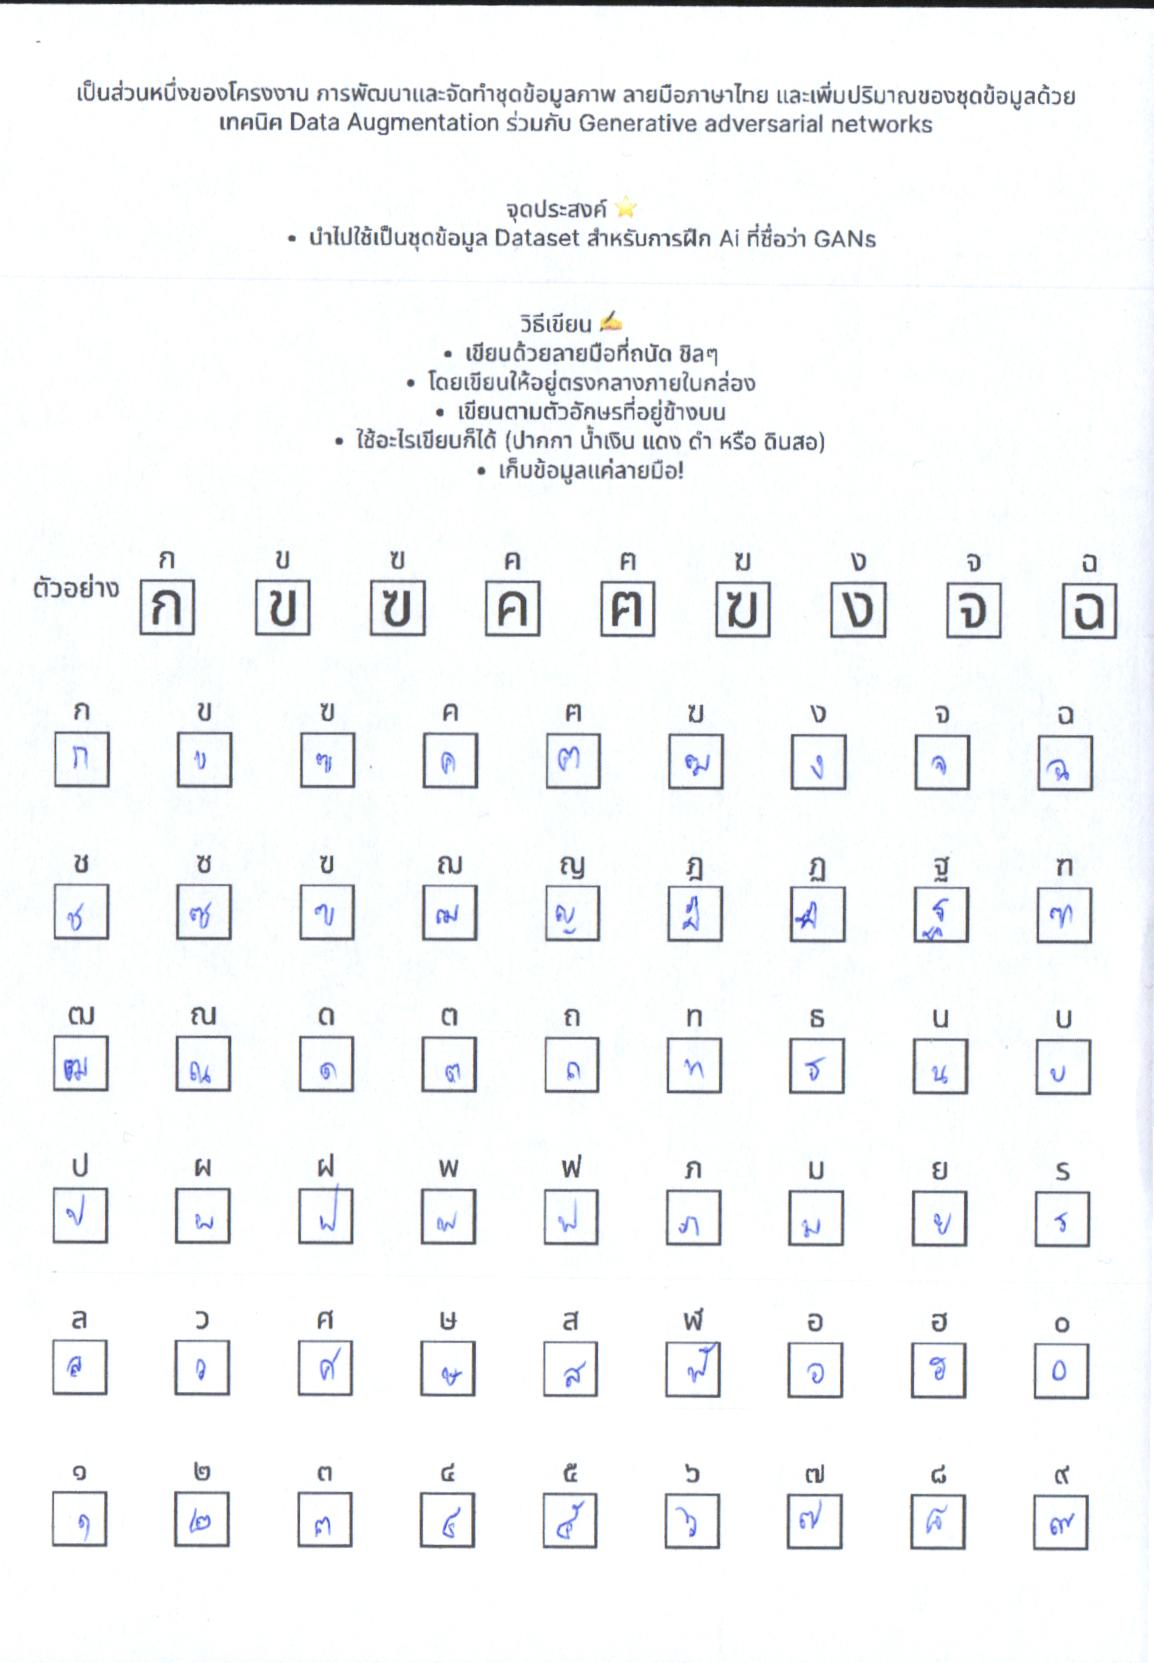 เป็นส่วนหนึ่งของโครงงาน การพัฒนาและจัดทำชุดข้อมูลภาพ ลายมือภาษาไทย และเพิ่มปริมาณของชุดข้อมูลด้วย
เทคนิค Data Augmentation ร่วมกับ Generative adversarial networks
จุดประสงค์ ⭐
• นำไปใช้เป็นชุดข้อมูล Dataset สำหรับการฝึก Ai ที่ชื่อว่า GANs
วิธีเขียน ✍
• เขียนด้วยลายมือที่ถนัด ชิลๆ
• โดยเขียนให้อยู่ตรงกลางภายในกล่อง
• เขียนตามตัวอักษรที่อยู่ข้างบน
• ใช้อะไรเขียนก็ได้ (ปากกา น้ำเงิน แดง ดำ หรือ ดินสอ)
• เก็บข้อมูลแค่ลายมือ!
ก ข ฃ ค ฅ ฆ ง จ ฉ
ตัวอย่าง ก ข ฃ ค ฅ ฆ ง จ ฉ
ก ข ฃ ค ฅ ฆ ง จ ฉ
ก ข ฃ ค ฅ ฆ ง จ ฉ
ช ซ ฃ ฌ ญ ฎ ฏ ฐ ฑ
ช ซ ฃ ฌ ญ ฎ ฏ ฐ ฑ
ฒ ณ ด ต ถ ท ธ น บ
ฒ ณ ด ต ถ ท ธ น บ
ป ผ ฝ พ ฟ ภ ม ย ร
ป ผ ฝ พ ฟ ภ ม ย ร
ล ว ศ ษ ส ฬ อ ฮ ๐
ล ว ศ ษ ส ฬ อ ฮ ๐
๑ ๒ ๓ ๔ ๕ ๖ ๗ ๘ ๙
๑ ๒ ๓ ๔ ๕ ๖ ๗ ๘ ๙